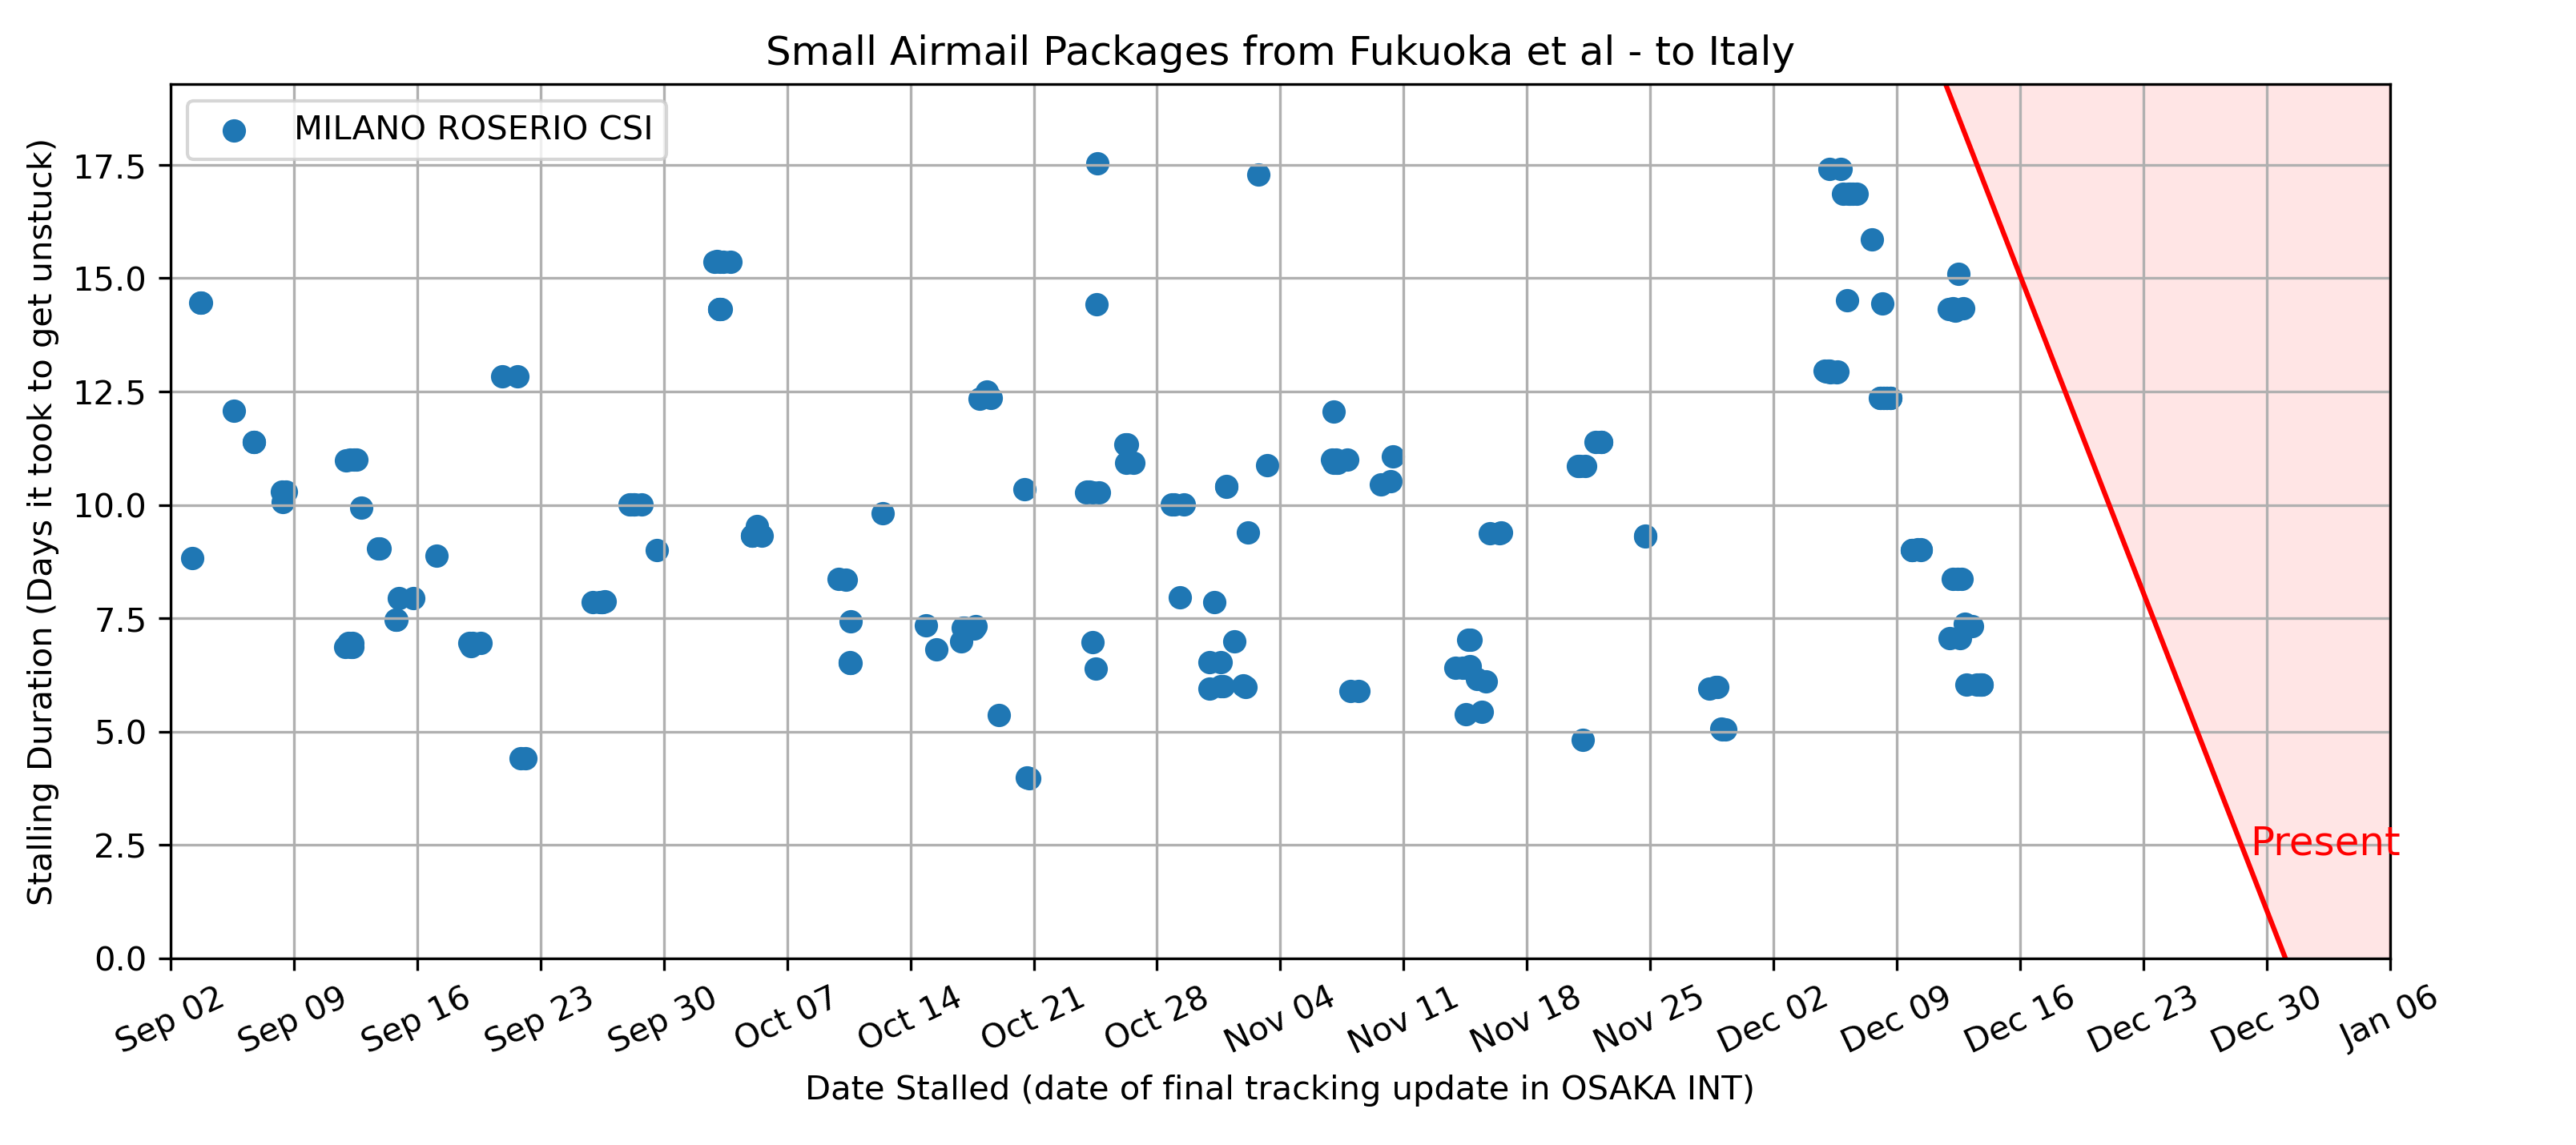 Small Airmail Packages from Fukuoka et al - to Italy
MILANO ROSERIO CSI
Stalling Duration (Days it took to get unstuck)
17.5
15.0
12.5
10.0
7.5
5.0
2.5
0.0
Present
Sep 02
Sep 09
Sep 16
Sep 23
Sep 30
Oct 07
Oct 14
Oct 21
Oct 28
Nov 04
Nov 11
Nov 18
Nov 25
Dec 02
Dec 09
Dec 16
Dec 23
Dec 30
Jan 06
Date Stalled (date of final tracking update in OSAKA INT)